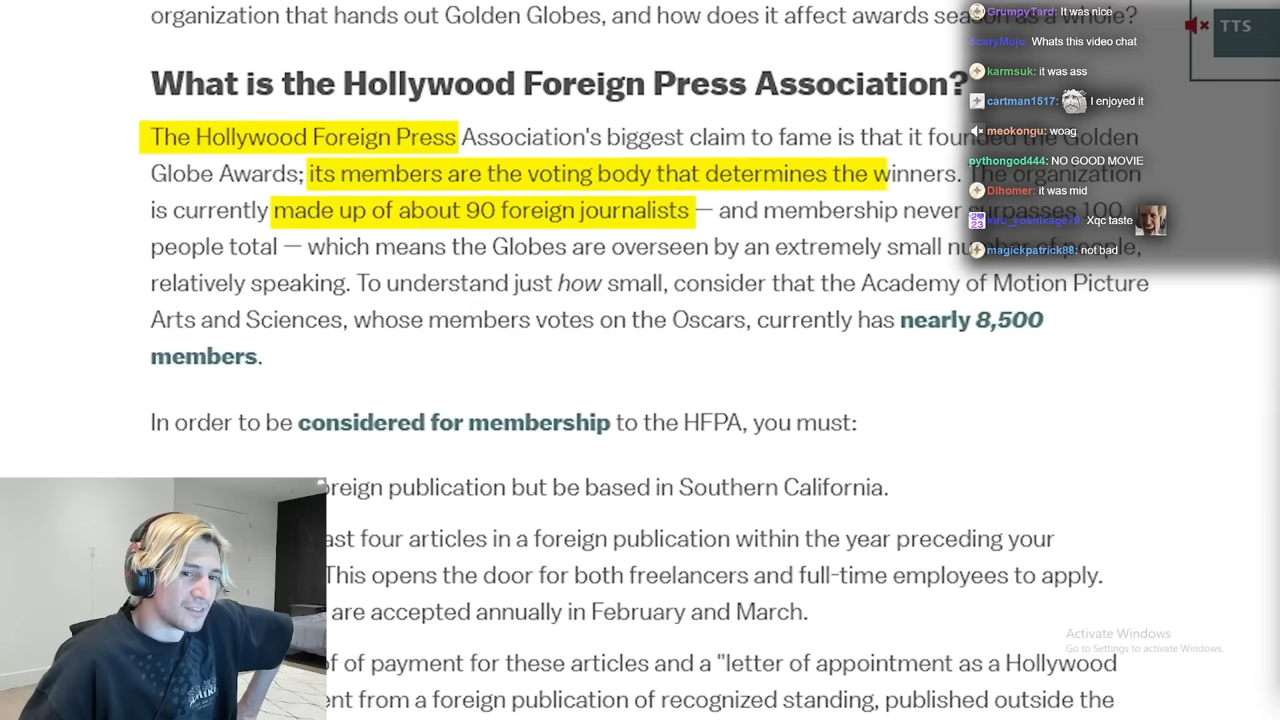 organization that hands out Golden Globes, and how does it affect awards season as a whole?
What is the Hollywood Foreign Press Association?
The Hollywood Foreign Press Association's biggest claim to fame is that it founded the Golden
Globe Awards; its members are the voting body that determines the winners. The organization
is currently made up of about 90 foreign journalists — and membership never surpasses 100
people total — which means the Globes are overseen by an extremely small number of people,
relatively speaking. To understand just how small, consider that the Academy of Motion Picture
Arts and Sciences, whose members votes on the Oscars, currently has nearly 8,500
members.
In order to be considered for membership to the HFPA, you must:
oreign publication but be based in Southern California.
ast four articles in a foreign publication within the year preceding your
This opens the door for both freelancers and full-time employees to apply.
are accepted annually in February and March.
of of payment for these articles and a "letter of appointment as a Hollywood
ent from a foreign publication of recognized standing, published outside the
GrumpyTard: It was nice
ScaryMojo: Whats this video chat
karmsuk: it was ass
cartman1517: I enjoyed it
meokongu: woag
pythongod444: NO GOOD MOVIE
Dihomer: it was mid
kiru_yoshikage79: Xqc taste
magickpatrick88: not bad
TTS
Activate Windows
Go to Settings to activate Windows.